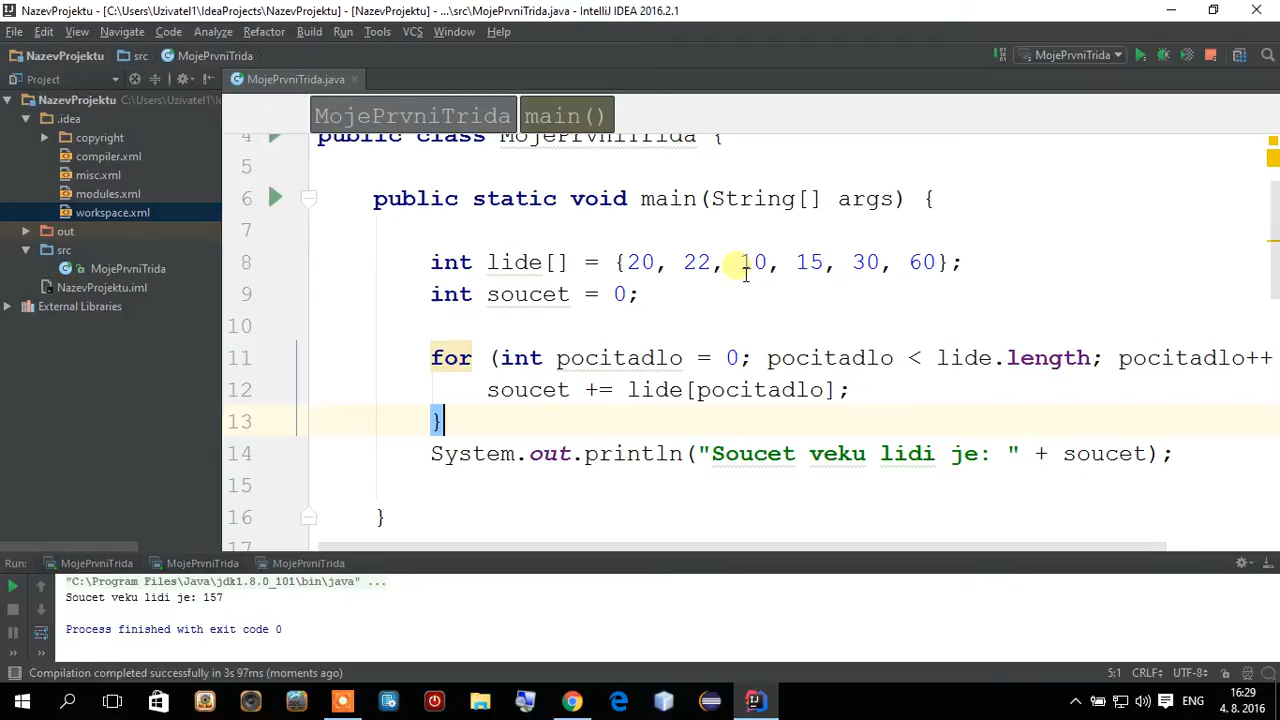 NazevProjektu - [C:\Users\Uzivatel1\IdeaProjects\NazevProjektu] - [NazevProjektu] - ...\src\MojePrvniTrida.java - IntelliJ IDEA 2016.2.1
File Edit View Navigate Code Analyze Refactor Build Run Tools VCS Window Help
NazevProjektu src MojePrvniTrida MojePrvniTrida
Project MojePrvniTrida.java
NazevProjektu C:\Users\Uzivatel1\
.idea
copyright
compiler.xml
misc.xml
modules.xml
workspace.xml
out
src
MojePrvniTrida
NazevProjektu.iml
External Libraries
MojePrvniTrida main()
4 public class MojePrvniTrida {
5
6 public static void main(String[] args) {
7
8 int lide[] = {20, 22, 10, 15, 30, 60};
9 int soucet = 0;
10
11 for (int pocitadlo = 0; pocitadlo < lide.length; pocitadlo++
12 soucet += lide[pocitadlo];
13 }
14 System.out.println("Soucet veku lidi je: " + soucet);
15
16 }
17
Run: MojePrvniTrida MojePrvniTrida MojePrvniTrida
"C:\Program Files\Java\jdk1.8.0_101\bin\java" ...
Soucet veku lidi je: 157
Process finished with exit code 0
Compilation completed successfully in 3s 97ms (moments ago) 5:1 CRLF÷ UTF-8÷
ENG 16:29
4. 8. 2016